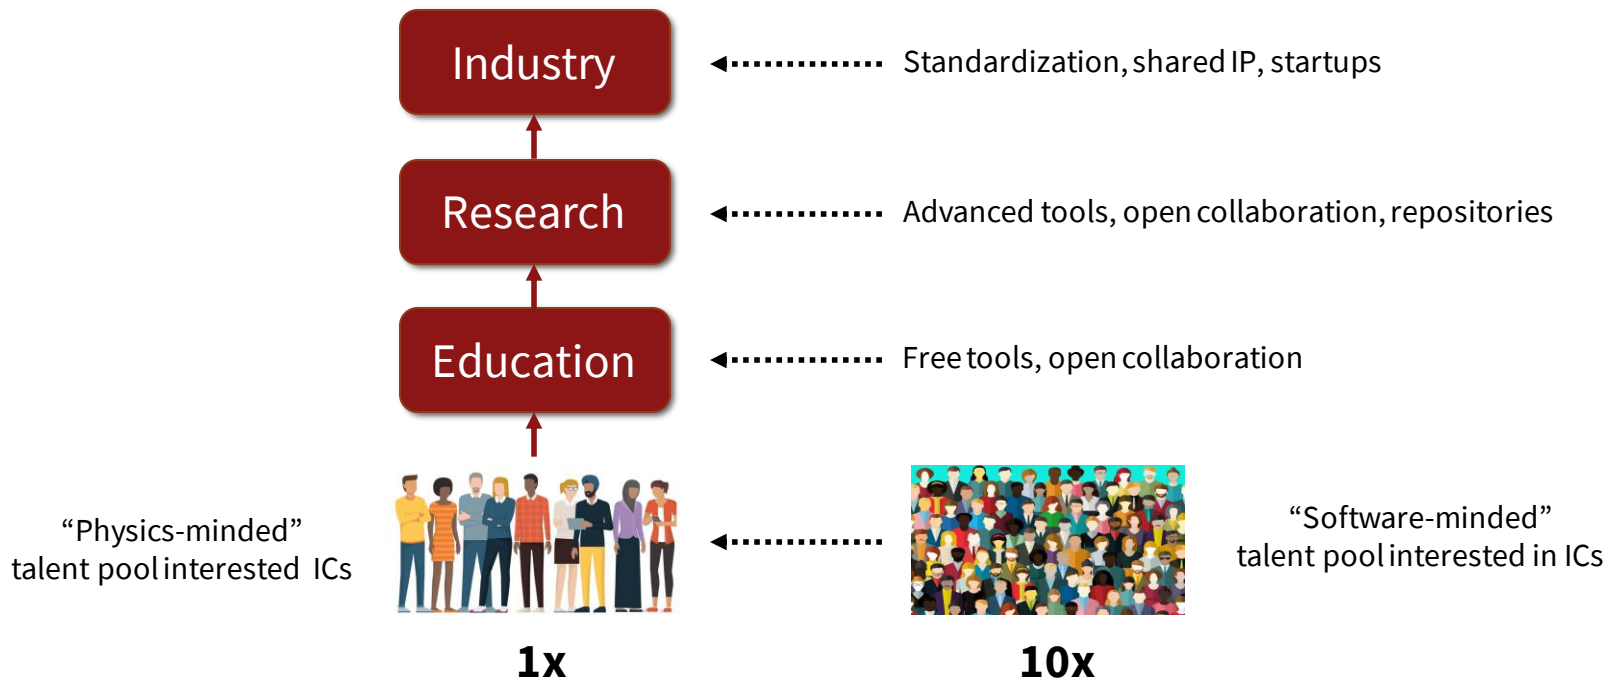 Industry
Standardization, shared IP, startups
Research
Advanced tools, open collaboration, repositories
Education
Free tools, open collaboration
“Physics-minded”
talent pool interested ICs
“Software-minded”
talent pool interested in ICs
1x
10x